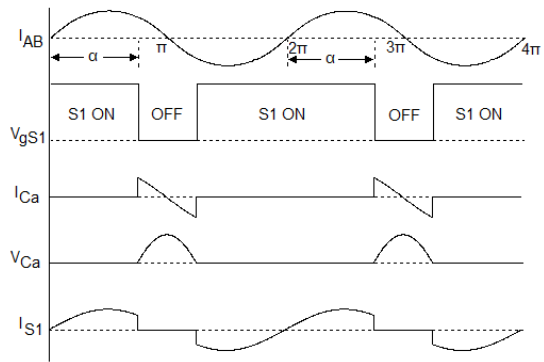 I_AB
π 2π 3π 4π
α α
S1 ON OFF S1 ON OFF S1 ON
V_gS1
I_Ca
V_Ca
I_S1